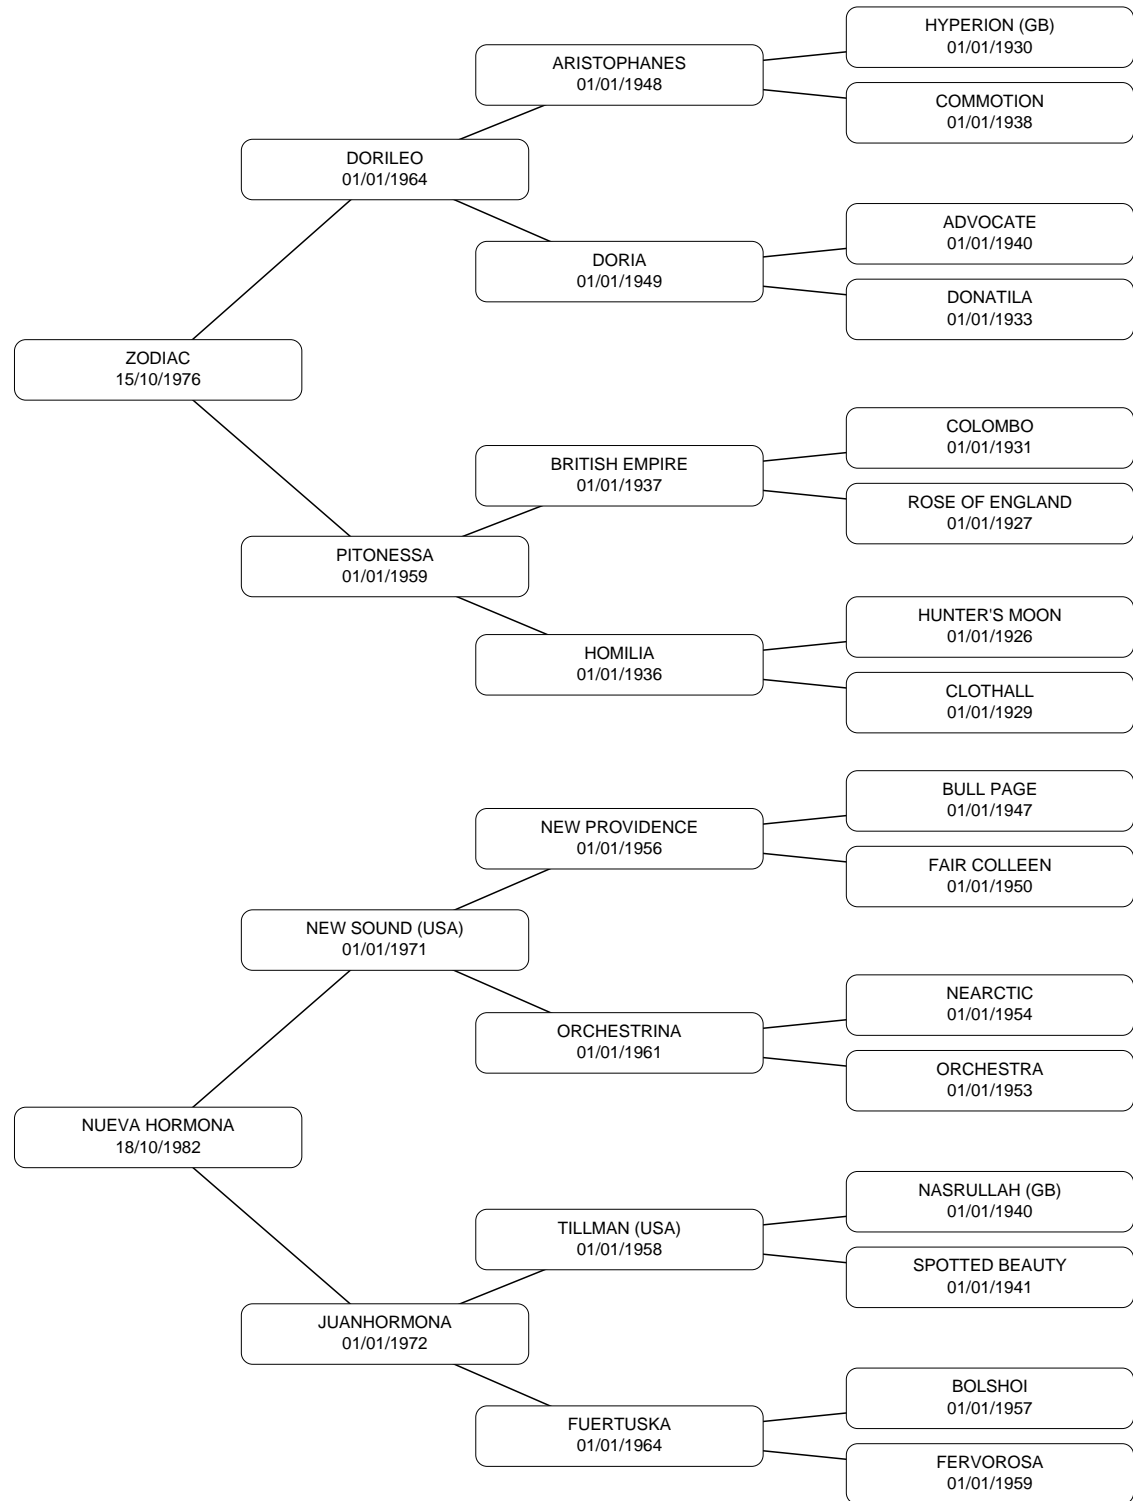 HYPERION (GB)
01/01/1930
ARISTOPHANES
01/01/1948
COMMOTION
01/01/1938
DORILEO
01/01/1964
ADVOCATE
01/01/1940
DORIA
01/01/1949
DONATILA
01/01/1933
ZODIAC
15/10/1976
COLOMBO
01/01/1931
BRITISH EMPIRE
01/01/1937
ROSE OF ENGLAND
01/01/1927
PITONESSA
01/01/1959
HUNTER'S MOON
01/01/1926
HOMILIA
01/01/1936
CLOTHALL
01/01/1929
BULL PAGE
01/01/1947
NEW PROVIDENCE
01/01/1956
FAIR COLLEEN
01/01/1950
NEW SOUND (USA)
01/01/1971
NEARCTIC
01/01/1954
ORCHESTRINA
01/01/1961
ORCHESTRA
01/01/1953
NUEVA HORMONA
18/10/1982
NASRULLAH (GB)
01/01/1940
TILLMAN (USA)
01/01/1958
SPOTTED BEAUTY
01/01/1941
JUANHORMONA
01/01/1972
BOLSHOI
01/01/1957
FUERTUSKA
01/01/1964
FERVOROSA
01/01/1959